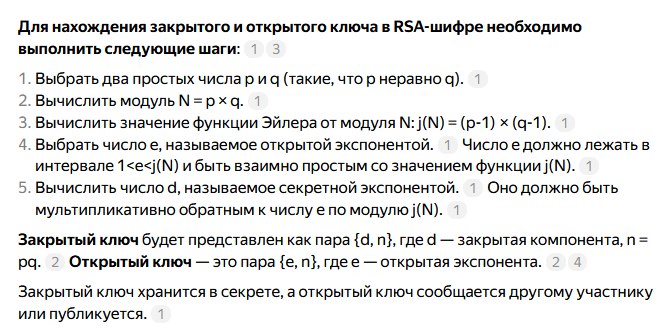 Для нахождения закрытого и открытого ключа в RSA-шифре необходимо
выполнить следующие шаги: 1 3
1. Выбрать два простых числа p и q (такие, что p неравно q). 1
2. Вычислить модуль N = p × q. 1
3. Вычислить значение функции Эйлера от модуля N: j(N) = (p-1) × (q-1). 1
4. Выбрать число e, называемое открытой экспонентой. 1 Число e должно лежать в
интервале 1<e<j(N) и быть взаимно простым со значением функции j(N). 1
5. Вычислить число d, называемое секретной экспонентой. 1 Оно должно быть
мультипликативно обратным к числу e по модулю j(N). 1
Закрытый ключ будет представлен как пара {d, n}, где d — закрытая компонента, n =
pq. 2 Открытый ключ — это пара {e, n}, где e — открытая экспонента. 2 4
Закрытый ключ хранится в секрете, а открытый ключ сообщается другому участнику
или публикуется. 1